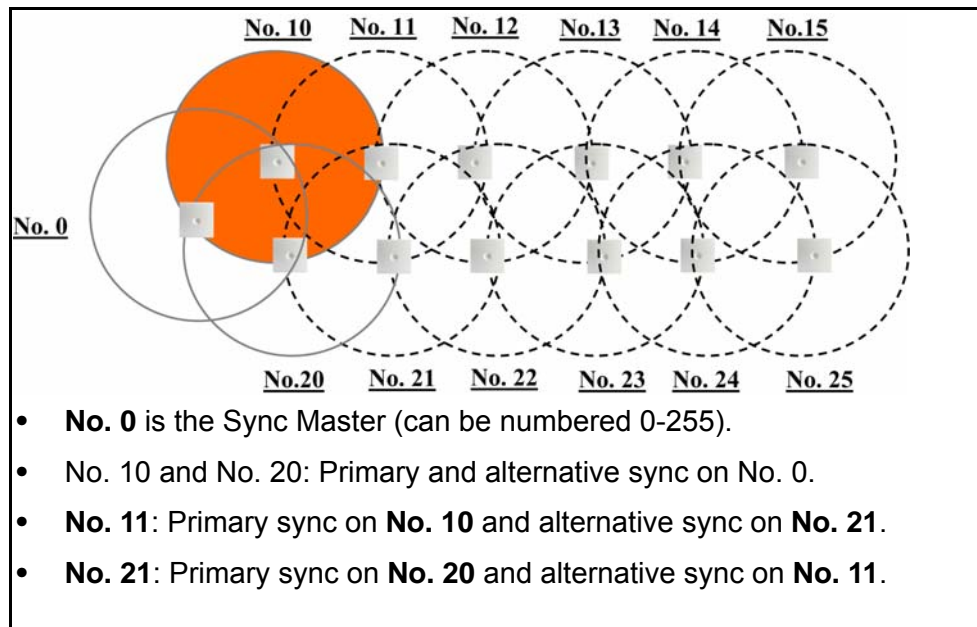 No. 10 No. 11 No. 12 No.13 No. 14 No.15
No. 0
No.20 No. 21 No. 22 No. 23 No. 24 No. 25
• No. 0 is the Sync Master (can be numbered 0-255).
• No. 10 and No. 20: Primary and alternative sync on No. 0.
• No. 11: Primary sync on No. 10 and alternative sync on No. 21.
• No. 21: Primary sync on No. 20 and alternative sync on No. 11.